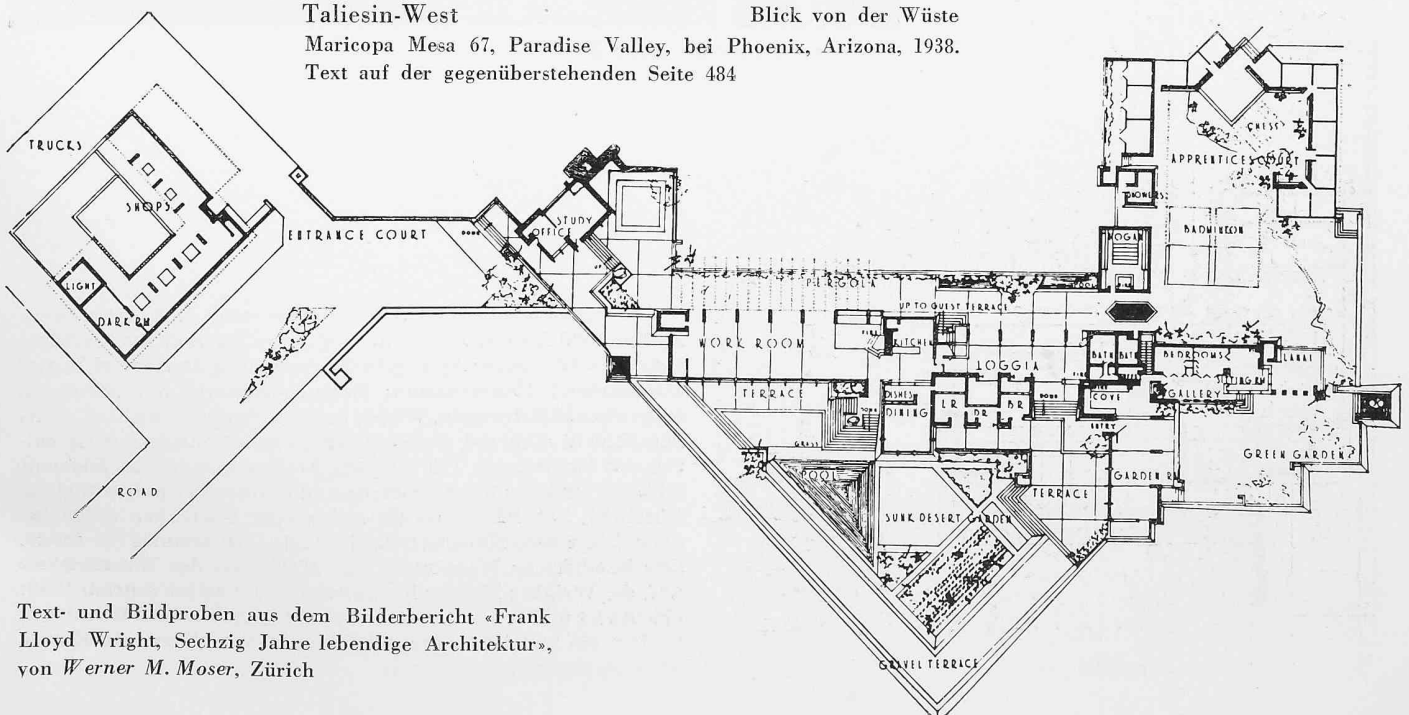 Taliesin-West Blick von der Wüste
Maricopa Mesa 67, Paradise Valley, bei Phoenix, Arizona, 1938.
Text auf der gegenüberstehenden Seite 484
TRUCKS
SHOPS
LIGHT
DARK RM
ENTRANCE COURT
ROAD
STUDY
OFFICE
PERGOLA
UP TO GUEST TERRACE
WORK ROOM
KITCHEN
LOGGIA
TERRACE
DISHES
DINING
LR
DR
BR
GRASS
POOL
SUNK DESERT GARDEN
GRAVEL TERRACE
CHESS
APPRENTICES COURT
SHOWERS
BADMINTON
HOGAN
BATH
BATH
BEDROOMS
SITTING RM
LANAI
COVE
GALLERY
ENTRY
GARDEN RM
TERRACE
GREEN GARDEN
Text- und Bildproben aus dem Bilderbericht «Frank
Lloyd Wright, Sechzig Jahre lebendige Architektur»,
von Werner M. Moser, Zürich